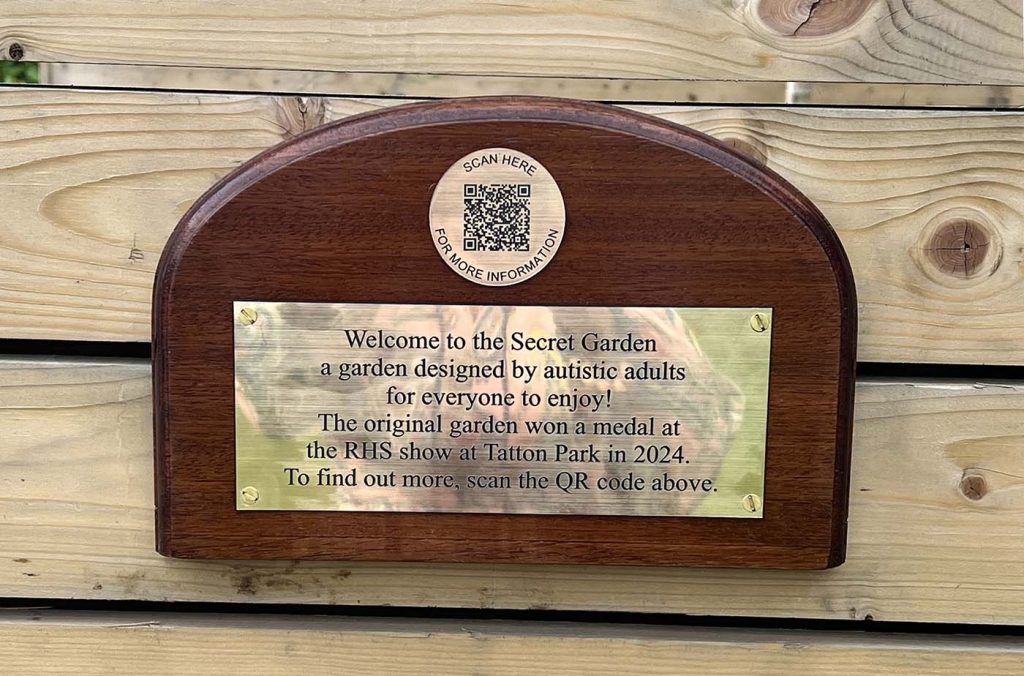 SCAN HERE
FOR MORE INFORMATION
Welcome to the Secret Garden
a garden designed by autistic adults
for everyone to enjoy!
The original garden won a medal at
the RHS show at Tatton Park in 2024.
To find out more, scan the QR code above.